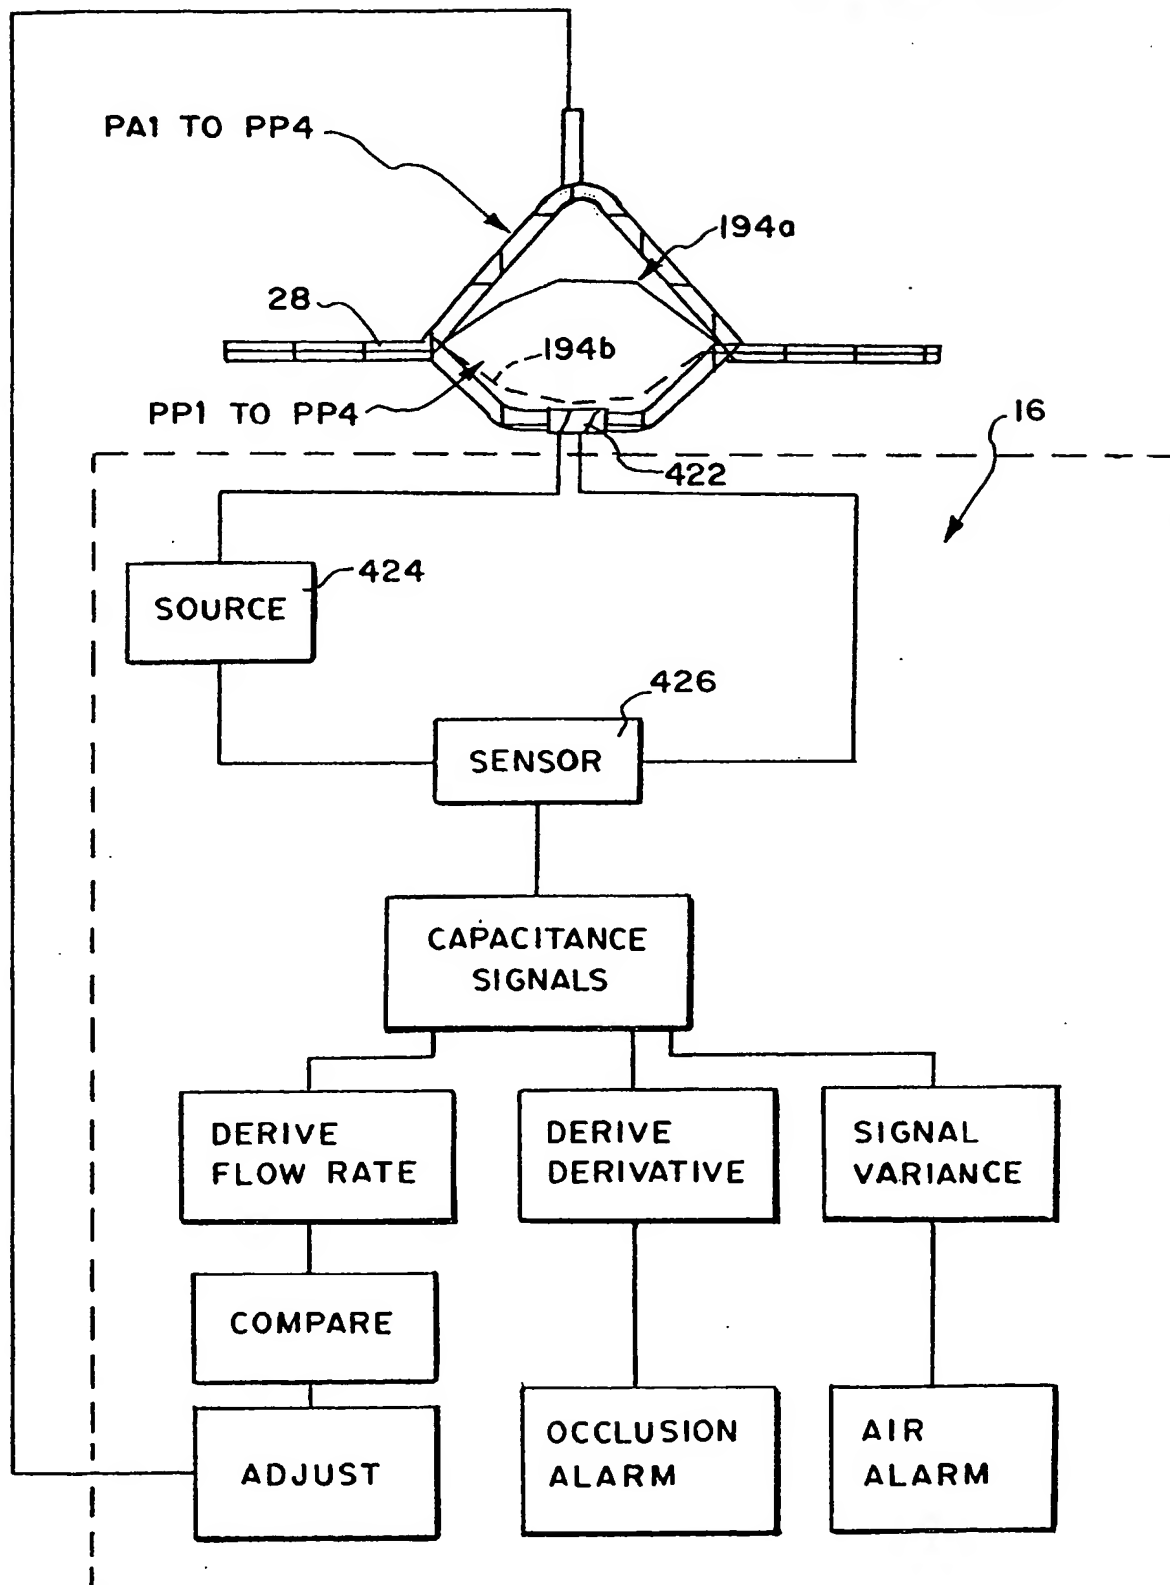 PA1 TO PP4
194a
28
194b
PP1 TO PP4
16
422
424
SOURCE
426
SENSOR
CAPACITANCE
SIGNALS
DERIVE
FLOW RATE
DERIVE
DERIVATIVE
SIGNAL
VARIANCE
COMPARE
ADJUST
OCCLUSION
ALARM
AIR
ALARM